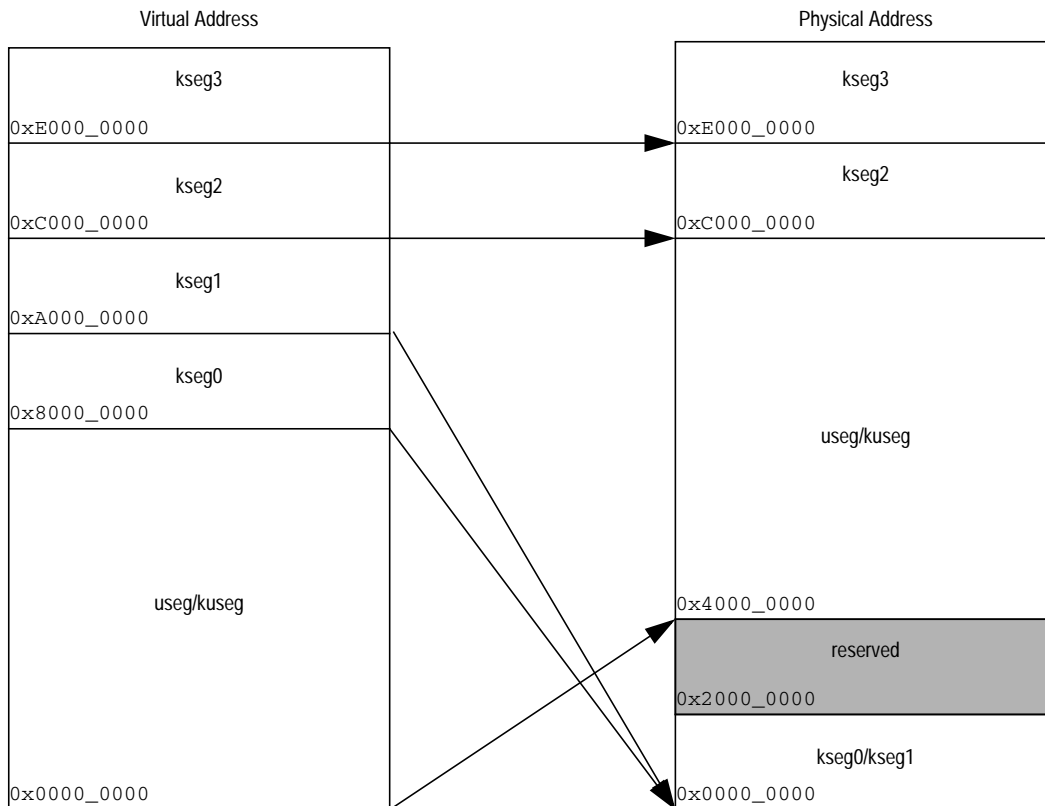 Virtual Address
kseg3
0xE000_0000
kseg2
0xC000_0000
kseg1
0xA000_0000
kseg0
0x8000_0000
useg/kuseg
0x0000_0000
Physical Address
kseg3
0xE000_0000
kseg2
0xC000_0000
useg/kuseg
0x4000_0000
reserved
0x2000_0000
kseg0/kseg1
0x0000_0000